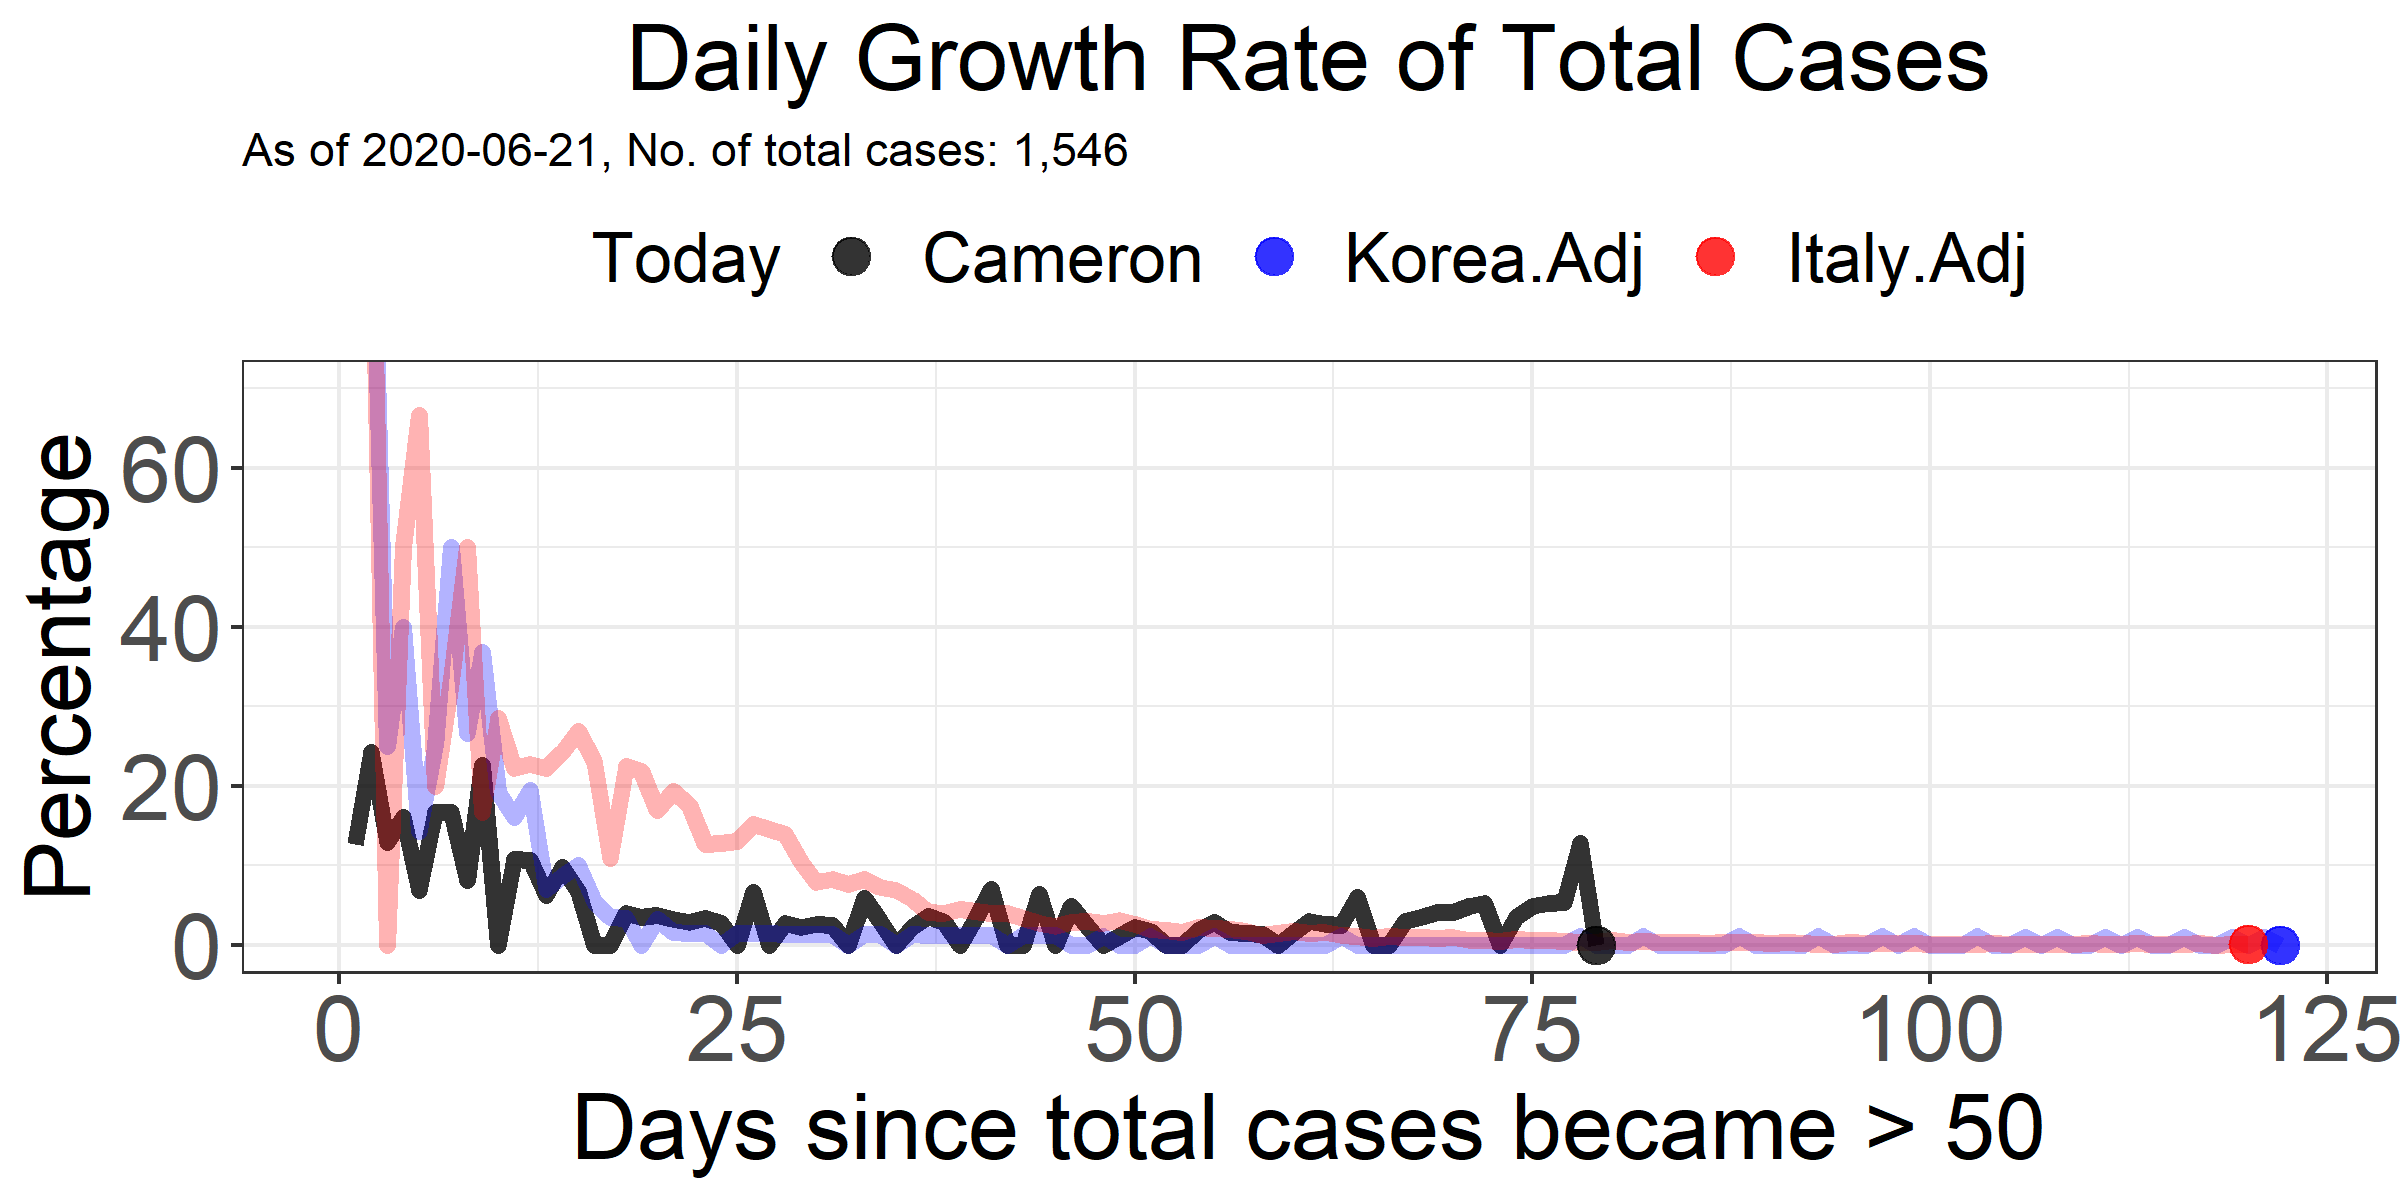 Daily Growth Rate of Total Cases
As of 2020-06-21, No. of total cases: 1,546
Today Cameron Korea.Adj Italy.Adj
Percentage
60
40
20
0
0 25 50 75 100 125
Days since total cases became > 50